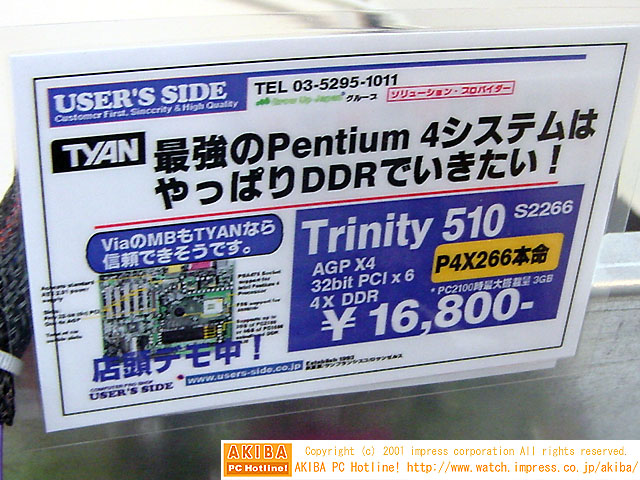 USER'S SIDE
Customer First, Sincerity & High Quality
TEL 03-5295-1011
グループ
ソリューション・プロバイダー
TYAN
最強のPentium 4システムは
やっぱりDDRでいきたい!
ViaのMBもTYANなら
信頼できそうです。
Trinity 510 S2266
AGP X4
32bit PCI x 6
4X DDR
P4X266本命
*PC2100時最大搭載量 3GB
¥ 16,800-
店頭デモ中!
COMPUTER PRO SHOP
USER'S SIDE
www.users-side.co.jp
Establish 1993
AKIBA
PC Hotline!
Copyright (c) 2001 impress corporation All rights reserved.
AKIBA PC Hotline! http://www.watch.impress.co.jp/akiba/